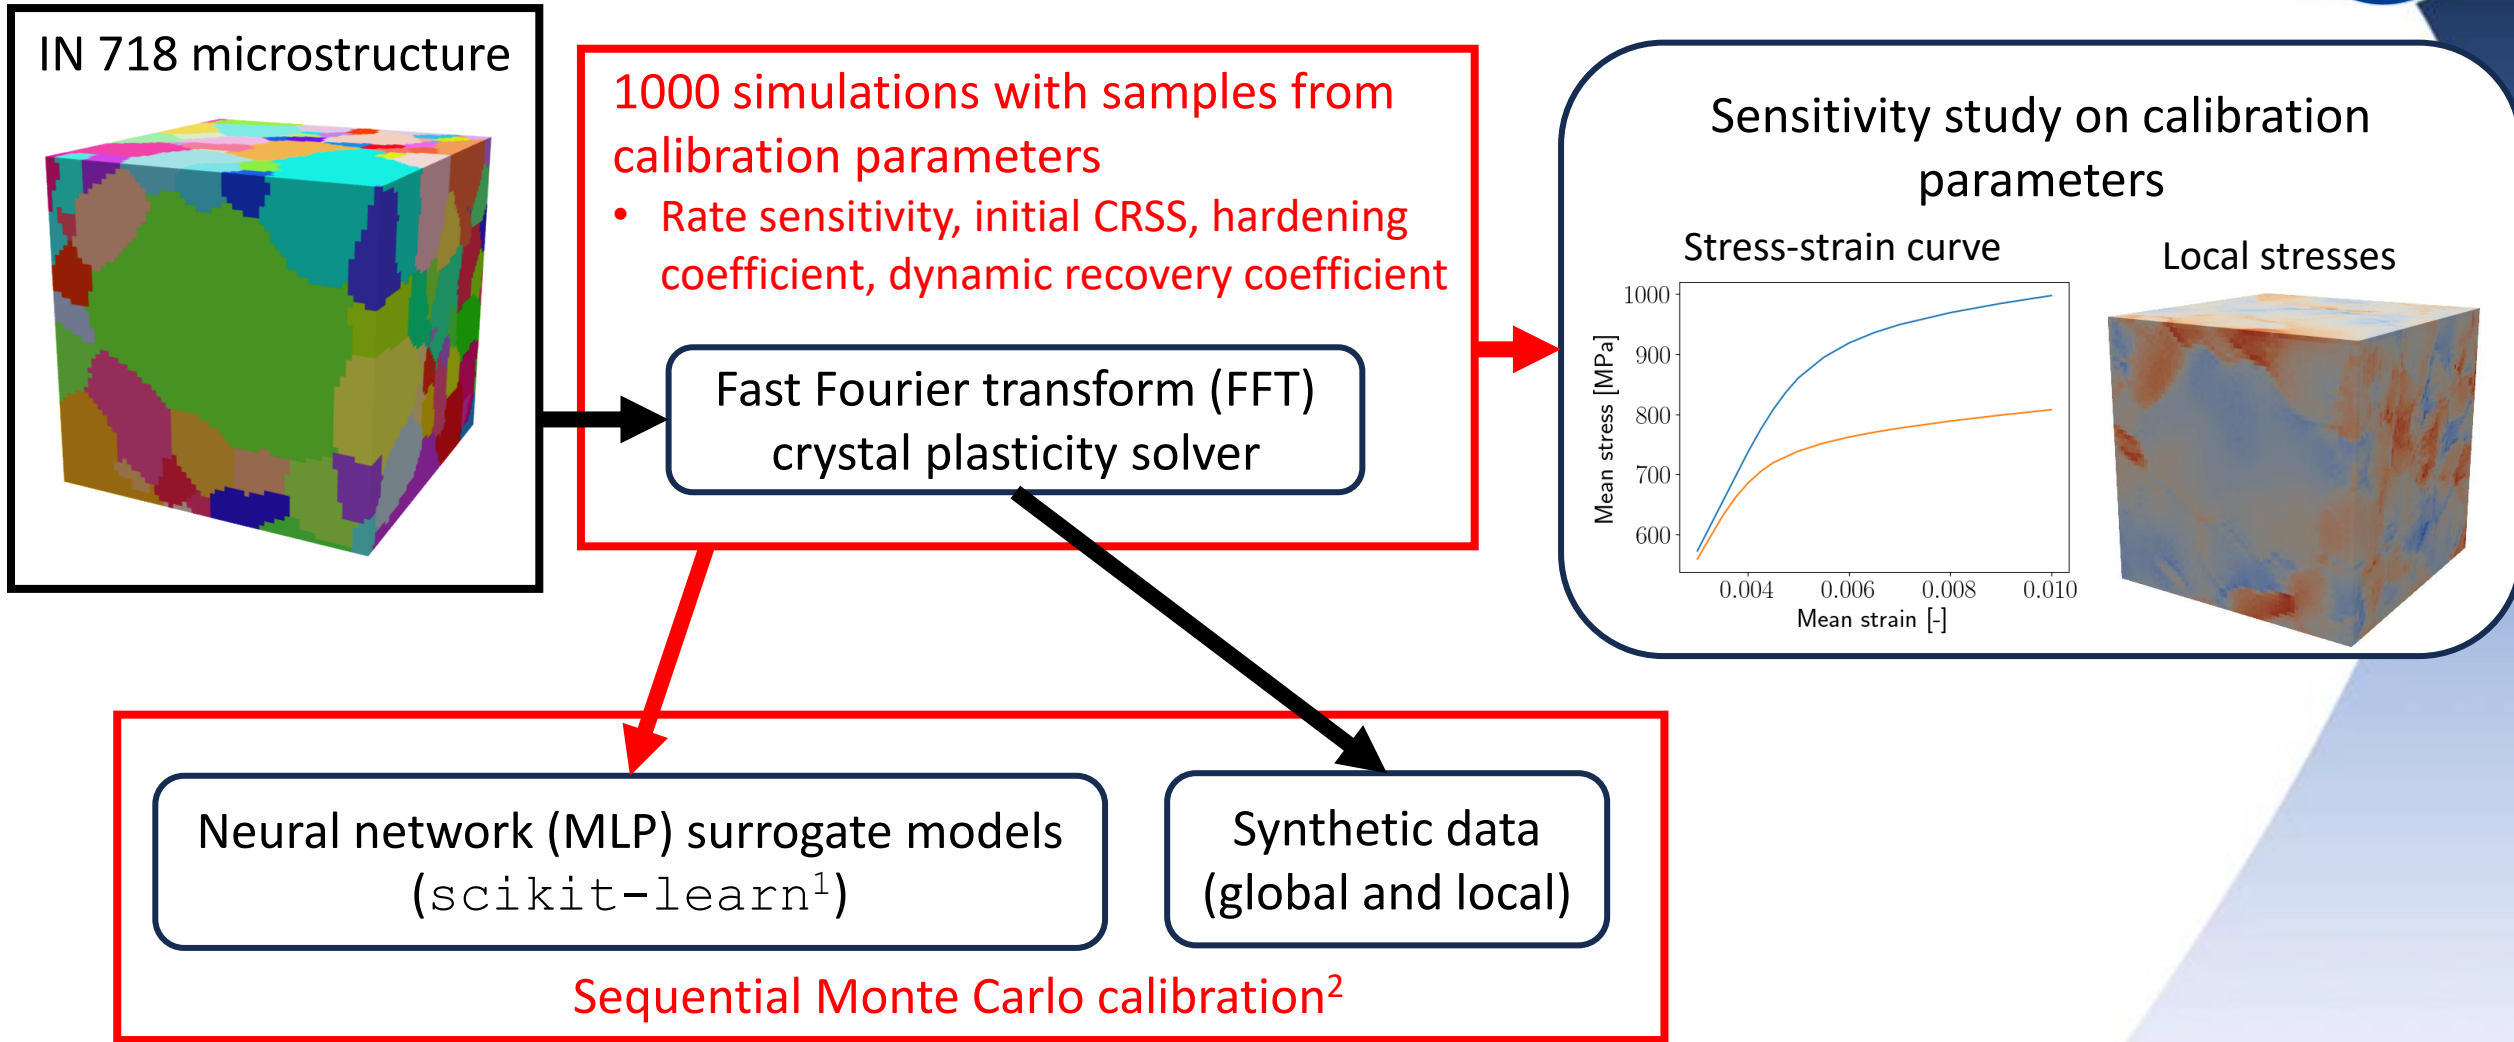 IN 718 microstructure
1000 simulations with samples from
calibration parameters
• Rate sensitivity, initial CRSS, hardening
coefficient, dynamic recovery coefficient
Fast Fourier transform (FFT)
crystal plasticity solver
Sensitivity study on calibration
parameters
Stress-strain curve
Local stresses
Mean stress [MPa]
1000
900
800
700
600
0.004 0.006 0.008 0.010
Mean strain [-]
Neural network (MLP) surrogate models
(scikit-learn¹)
Synthetic data
(global and local)
Sequential Monte Carlo calibration²